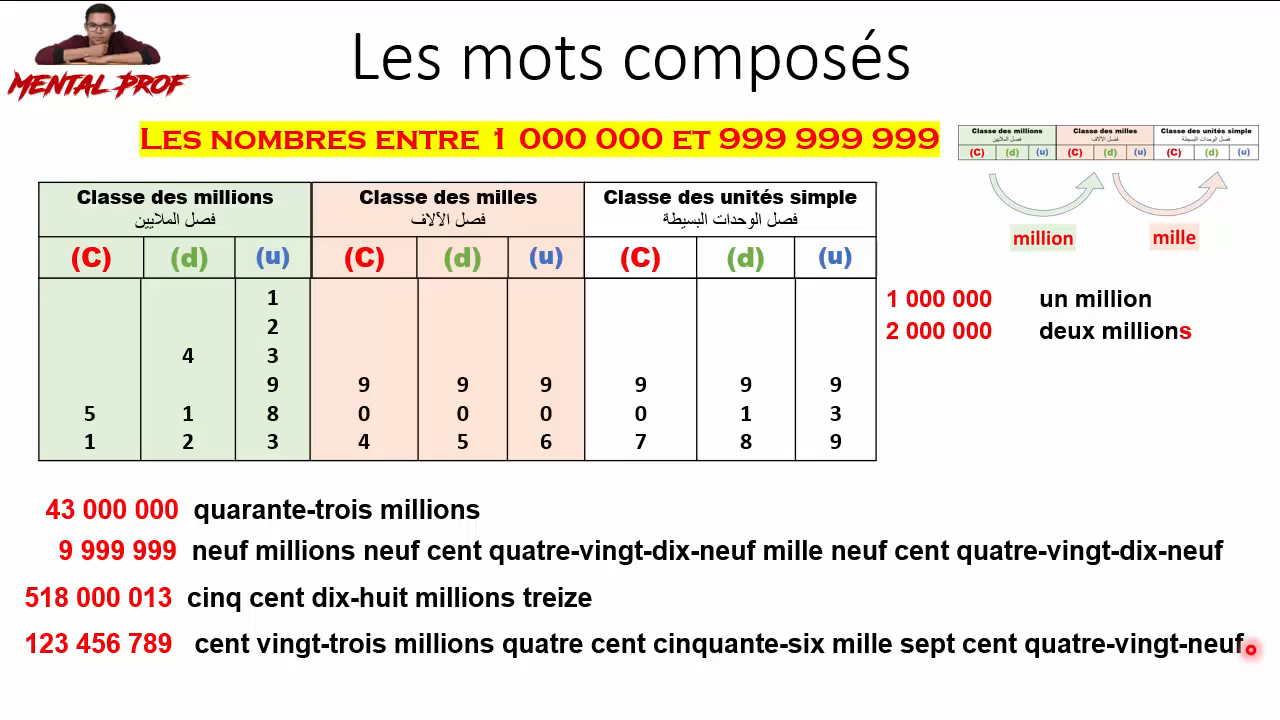 MENTAL PROF
Les mots composés
LES NOMBRES ENTRE 1 000 000 ET 999 999 999
Classe des millions Classe des milles Classe des unités simple
فصل الملايين فصل الآلاف فصل الوحدات البسيطة
(C) (d) (u) (C) (d) (u) (C) (d) (u)
million mille
Classe des millions Classe des milles Classe des unités simple
فصل الملايين فصل الآلاف فصل الوحدات البسيطة
(C) (d) (u) (C) (d) (u) (C) (d) (u)
1
2
4 3
9 9 9 9 9 9 9
5 1 8 0 0 0 0 1 3
1 2 3 4 5 6 7 8 9
1 000 000 un million
2 000 000 deux millions
43 000 000 quarante-trois millions
9 999 999 neuf millions neuf cent quatre-vingt-dix-neuf mille neuf cent quatre-vingt-dix-neuf
518 000 013 cinq cent dix-huit millions treize
123 456 789 cent vingt-trois millions quatre cent cinquante-six mille sept cent quatre-vingt-neuf